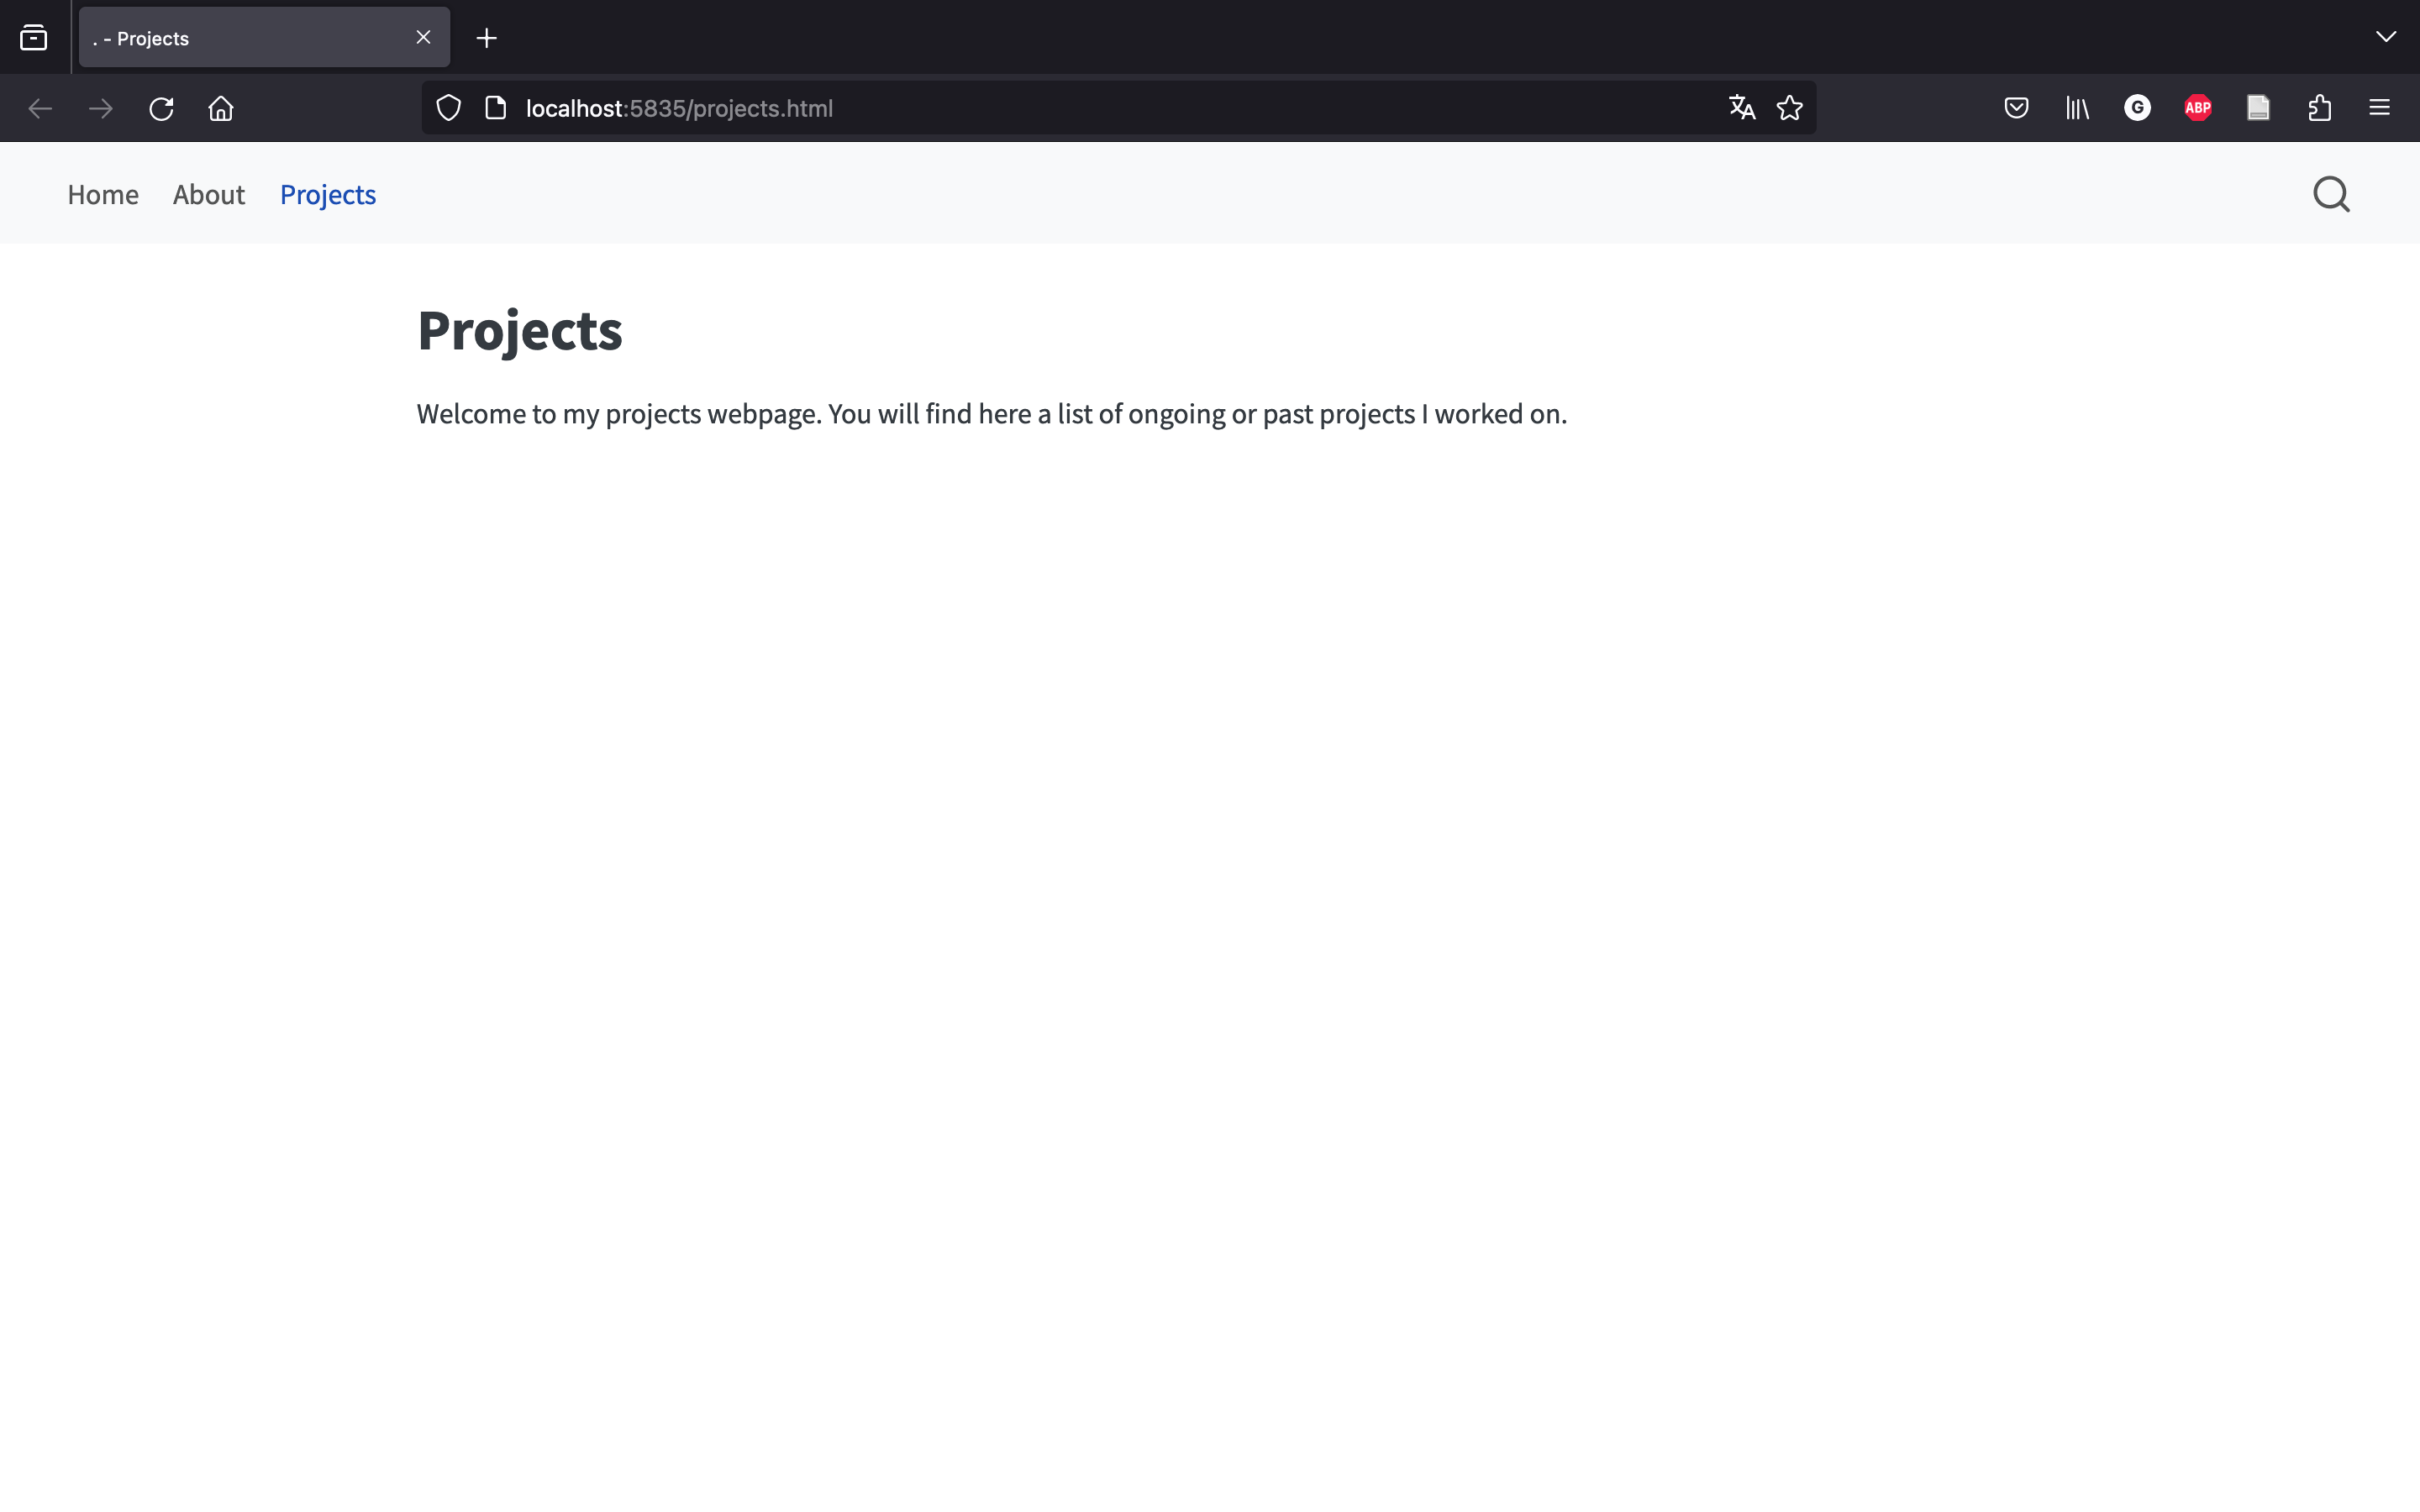 . - Projects
localhost:5835/projects.html
G
ABP
Home About Projects
Projects
Welcome to my projects webpage. You will find here a list of ongoing or past projects I worked on.